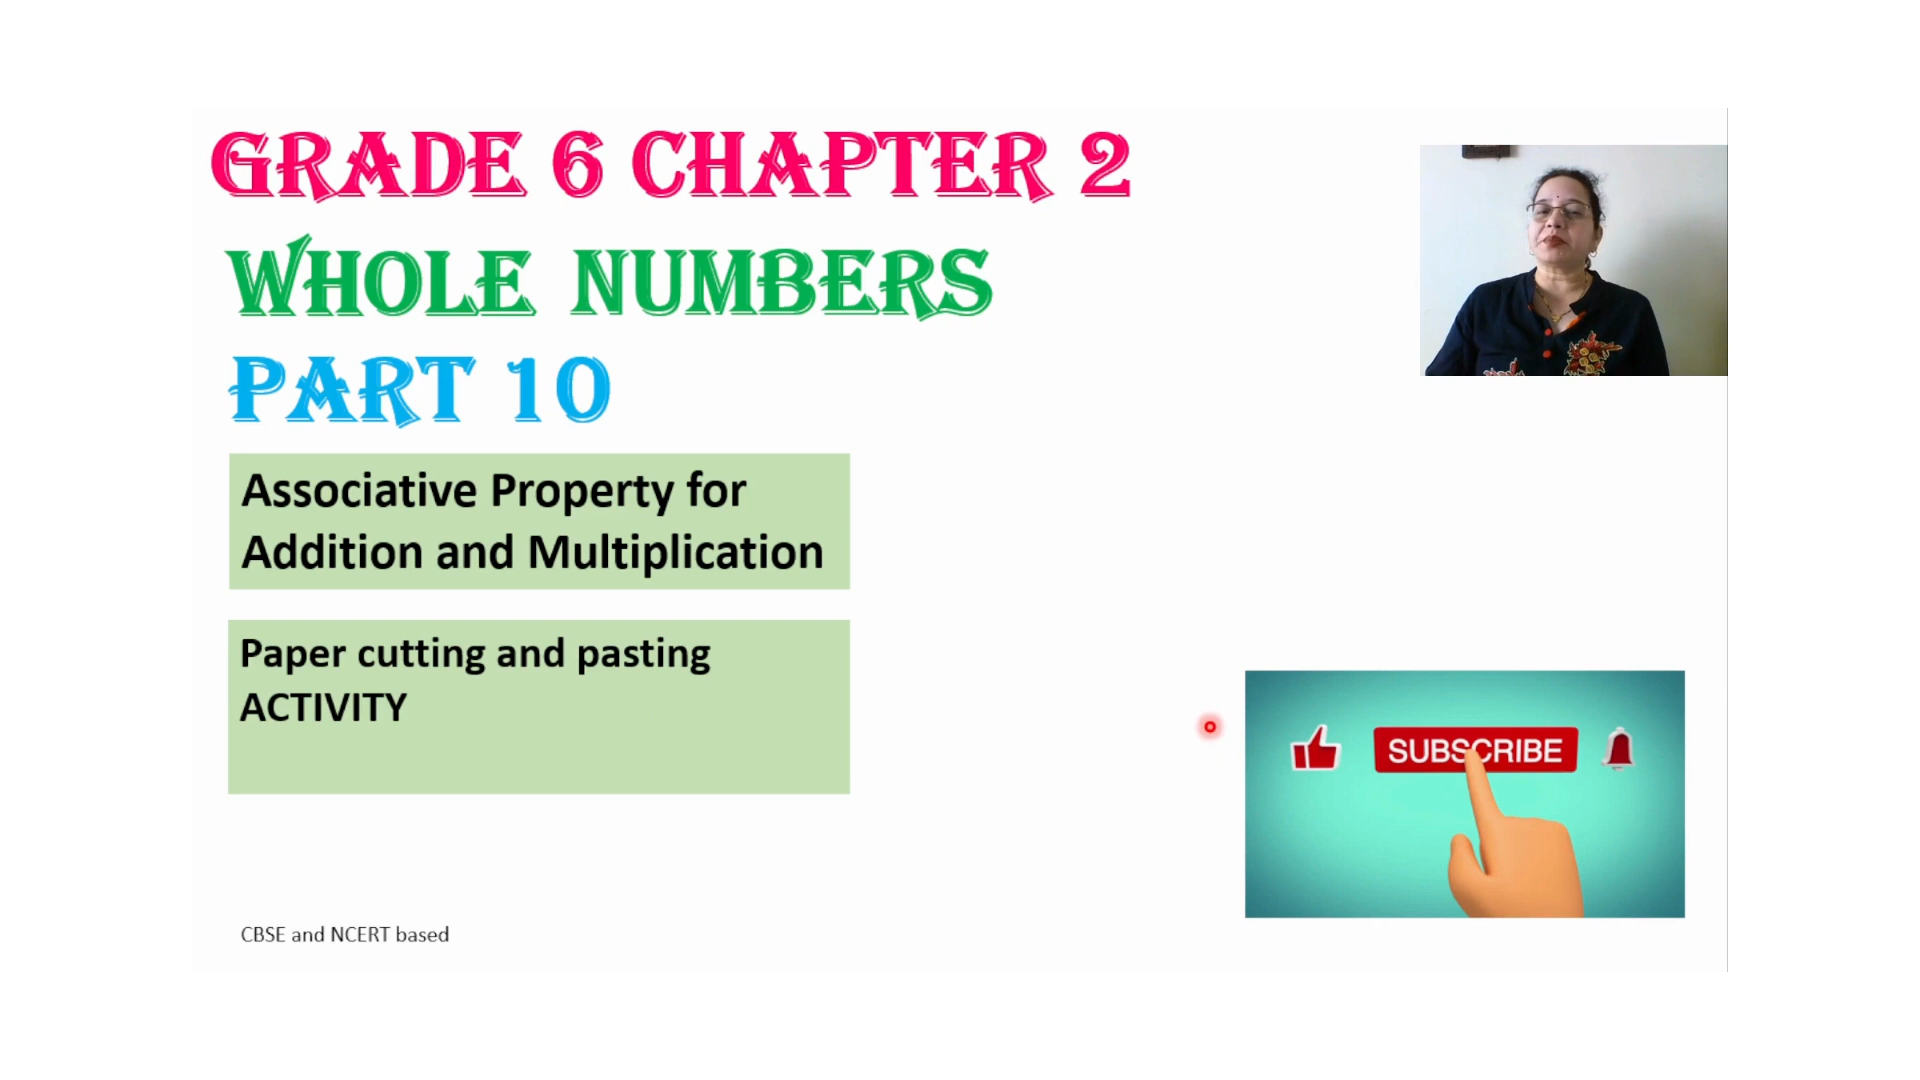 GRADE 6 CHAPTER 2
WHOLE NUMBERS
PART 10
Associative Property for
Addition and Multiplication
Paper cutting and pasting
ACTIVITY
SUBSCRIBE
CBSE and NCERT based